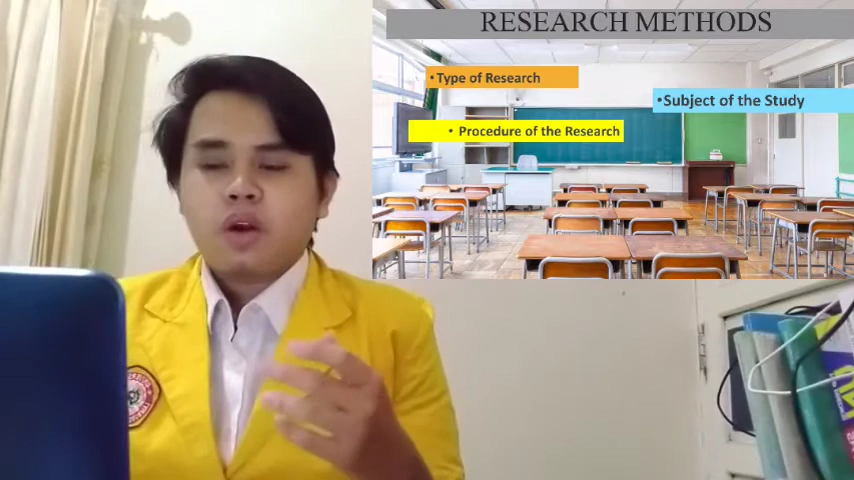 RESEARCH METHODS
•Type of Research
•Subject of the Study
• Procedure of the Research